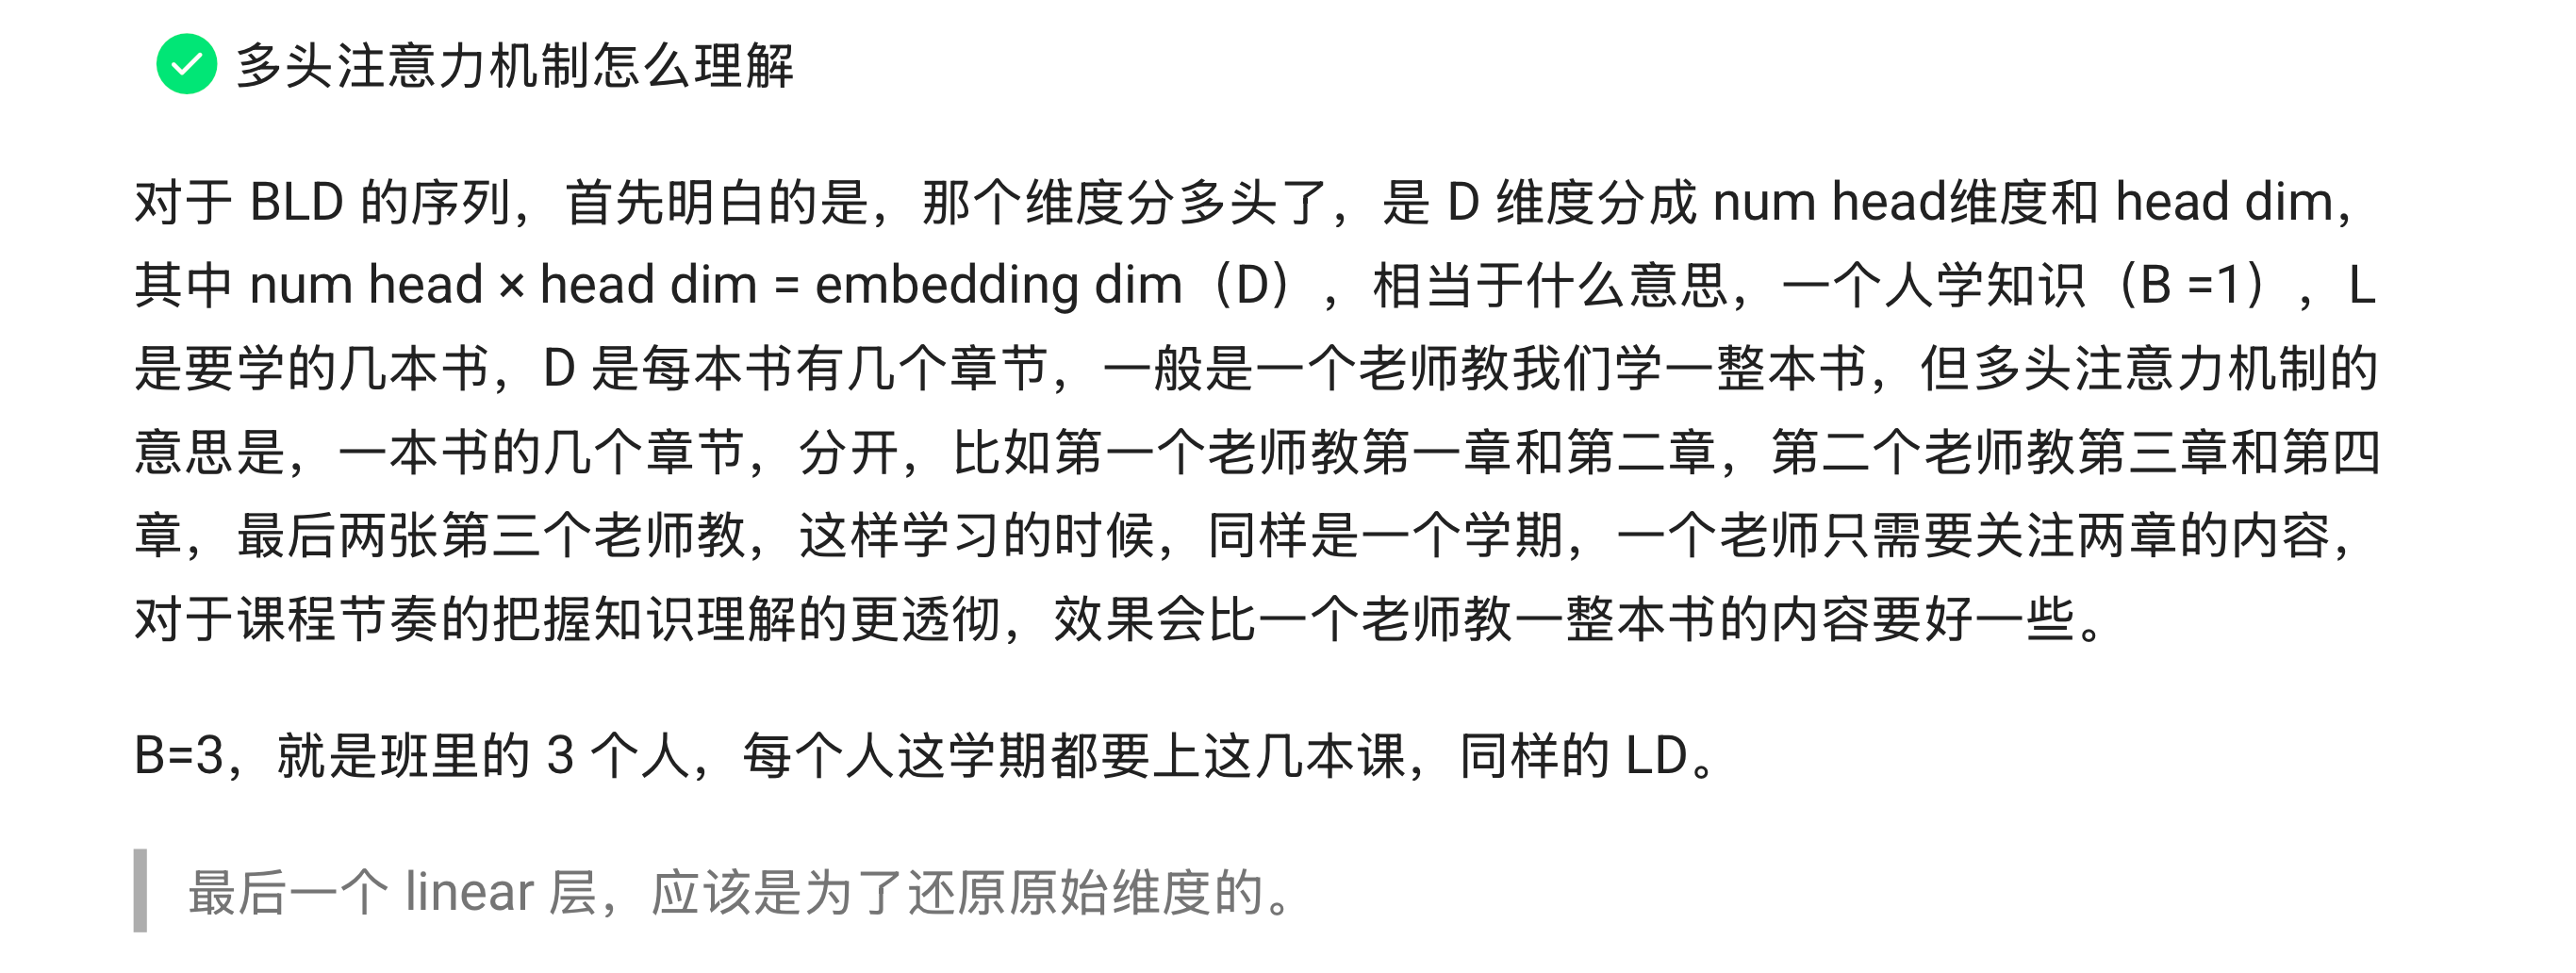 多头注意力机制怎么理解
对于 BLD 的序列，首先明白的是，那个维度分多头了，是 D 维度分成 num head维度和 head dim，
其中 num head × head dim = embedding dim（D），相当于什么意思，一个人学知识（B =1），L
是要学的几本书，D 是每本书有几个章节，一般是一个老师教我们学一整本书，但多头注意力机制的
意思是，一本书的几个章节，分开，比如第一个老师教第一章和第二章，第二个老师教第三章和第四
章，最后两张第三个老师教，这样学习的时候，同样是一个学期，一个老师只需要关注两章的内容，
对于课程节奏的把握知识理解的更透彻，效果会比一个老师教一整本书的内容要好一些。
B=3，就是班里的 3 个人，每个人这学期都要上这几本课，同样的 LD。
最后一个 linear 层，应该是为了还原原始维度的。